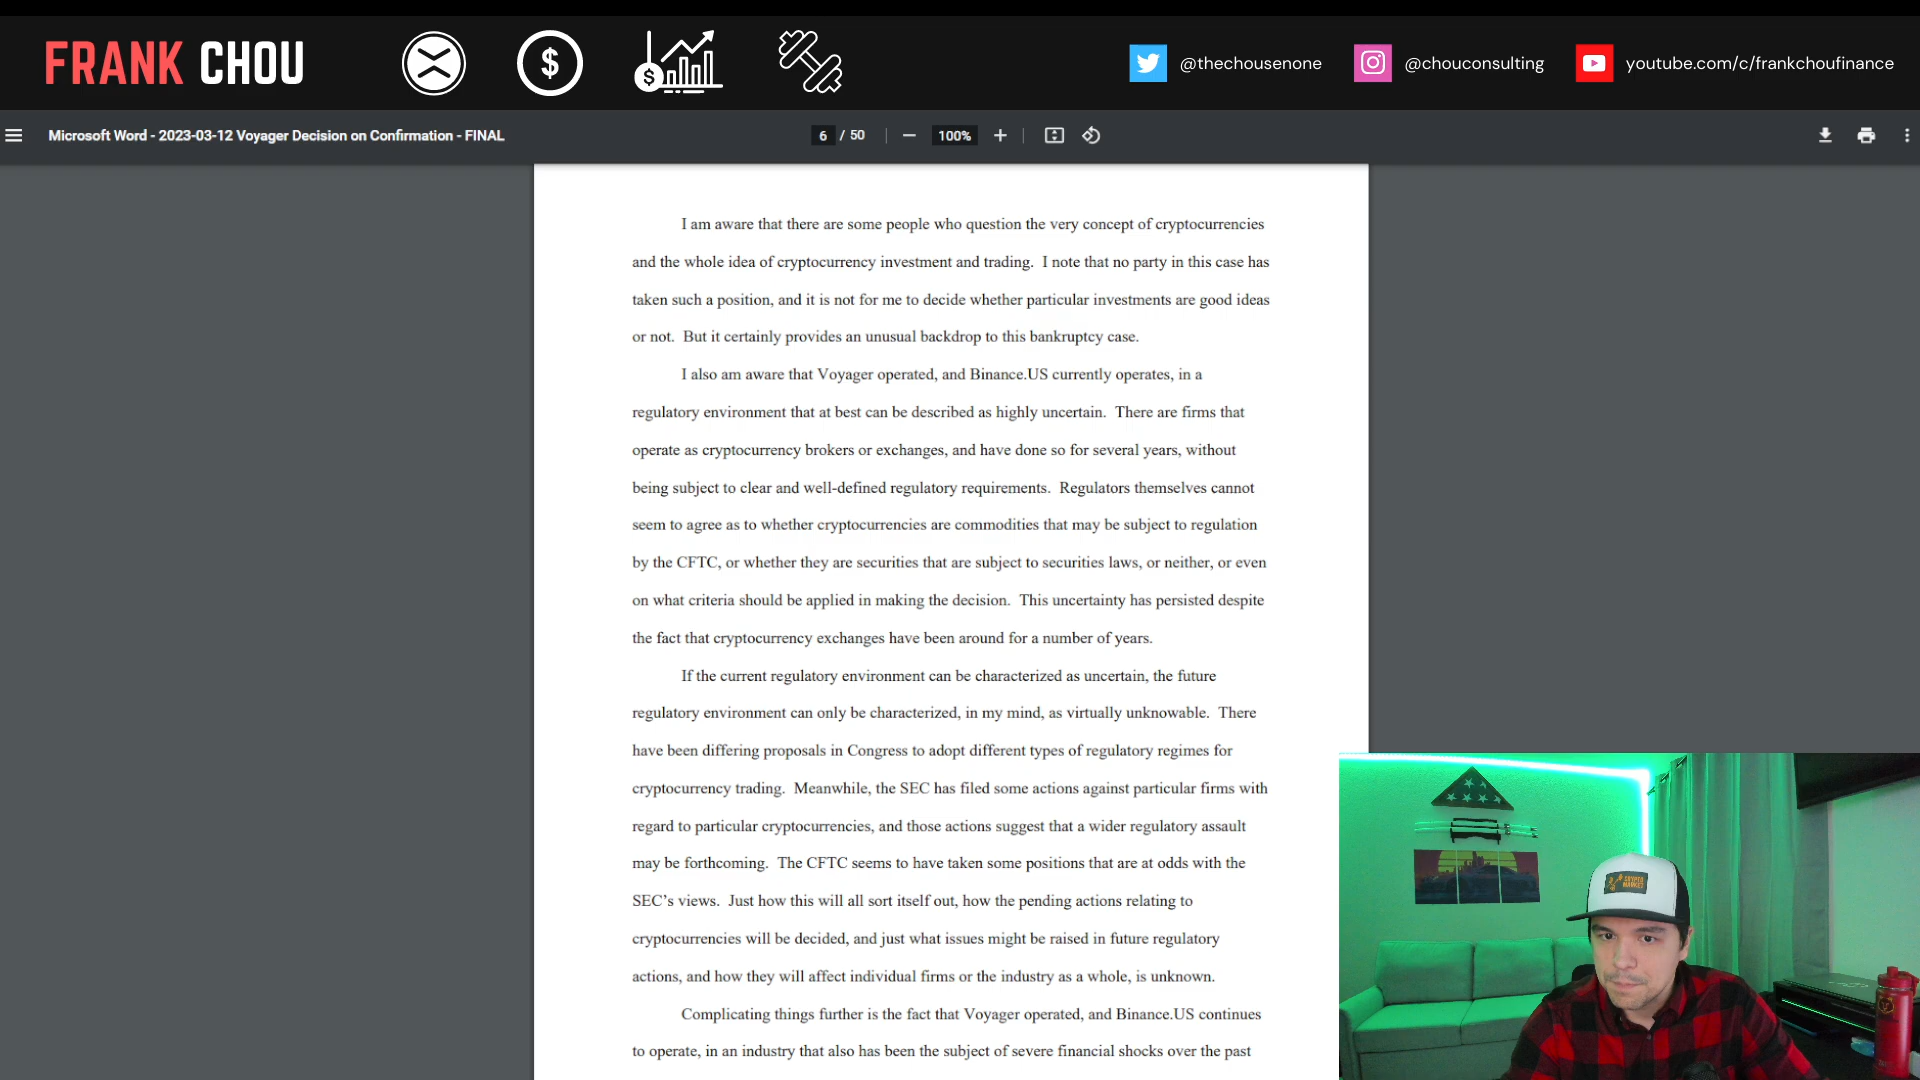 FRANK CHOU
@thechousenone
@chouconsulting
youtube.com/c/frankchoufinance
Microsoft Word - 2023-03-12 Voyager Decision on Confirmation - FINAL
6 / 50
100%
I am aware that there are some people who question the very concept of cryptocurrencies
and the whole idea of cryptocurrency investment and trading. I note that no party in this case has
taken such a position, and it is not for me to decide whether particular investments are good ideas
or not. But it certainly provides an unusual backdrop to this bankruptcy case.
I also am aware that Voyager operated, and Binance.US currently operates, in a
regulatory environment that at best can be described as highly uncertain. There are firms that
operate as cryptocurrency brokers or exchanges, and have done so for several years, without
being subject to clear and well-defined regulatory requirements. Regulators themselves cannot
seem to agree as to whether cryptocurrencies are commodities that may be subject to regulation
by the CFTC, or whether they are securities that are subject to securities laws, or neither, or even
on what criteria should be applied in making the decision. This uncertainty has persisted despite
the fact that cryptocurrency exchanges have been around for a number of years.
If the current regulatory environment can be characterized as uncertain, the future
regulatory environment can only be characterized, in my mind, as virtually unknowable. There
have been differing proposals in Congress to adopt different types of regulatory regimes for
cryptocurrency trading. Meanwhile, the SEC has filed some actions against particular firms with
regard to particular cryptocurrencies, and those actions suggest that a wider regulatory assault
may be forthcoming. The CFTC seems to have taken some positions that are at odds with the
SEC's views. Just how this will all sort itself out, how the pending actions relating to
cryptocurrencies will be decided, and just what issues might be raised in future regulatory
actions, and how they will affect individual firms or the industry as a whole, is unknown.
Complicating things further is the fact that Voyager operated, and Binance.US continues
to operate, in an industry that also has been the subject of severe financial shocks over the past
CRYPTO
MARKET